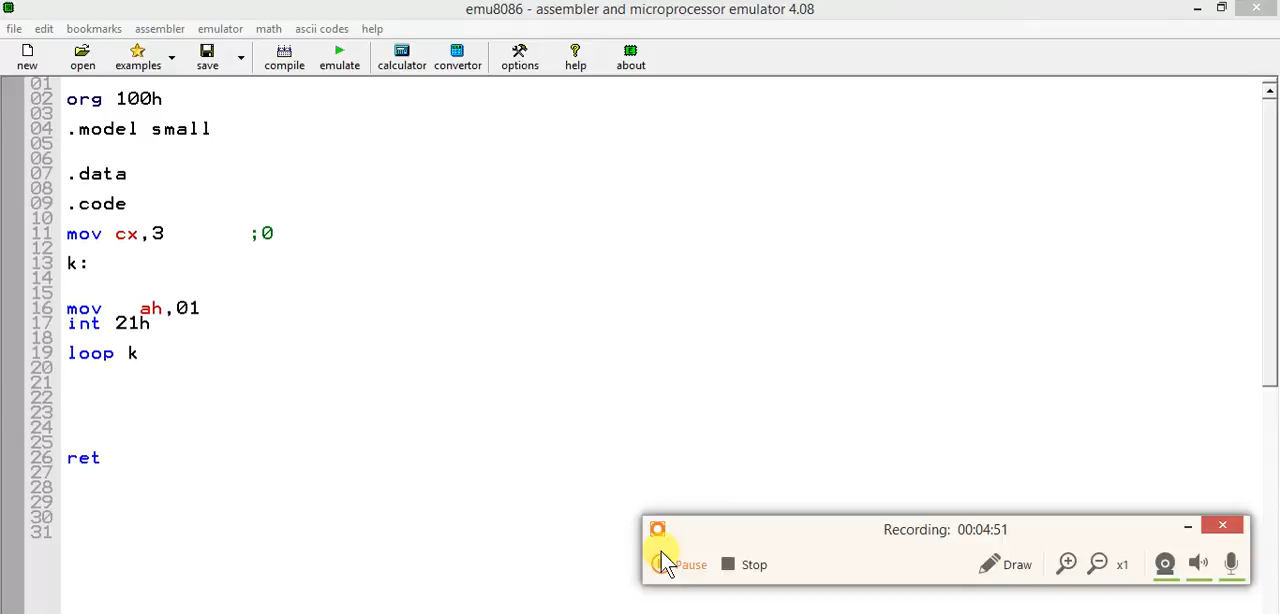 emu8086 - assembler and microprocessor emulator 4.08
file edit bookmarks assembler emulator math ascii codes help
new open examples save compile emulate calculator convertor options help about
01
02 org 100h
03
04 .model small
05
06
07 .data
08
09 .code
10
11 mov cx,3 ;0
12
13 k:
14
15
16 mov ah,01
17 int 21h
18
19 loop k
20
21
22
23
24
25
26 ret
27
28
29
30
31
Recording: 00:04:51
Pause Stop Draw x1